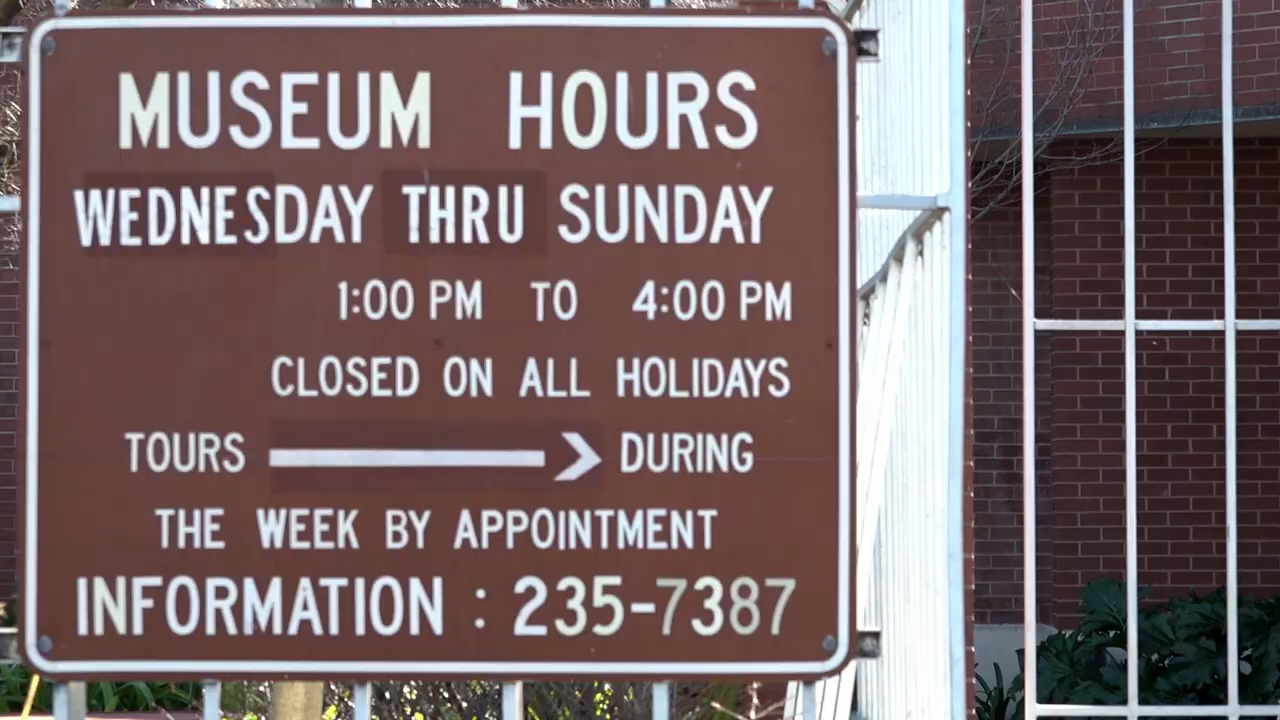 MUSEUM HOURS
WEDNESDAY THRU SUNDAY
1:00 PM TO 4:00 PM
CLOSED ON ALL HOLIDAYS
TOURS DURING
THE WEEK BY APPOINTMENT
INFORMATION : 235-7387